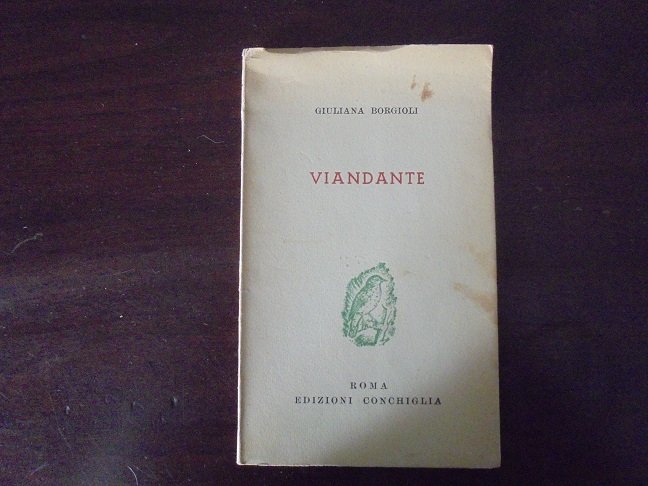 GIULIANA BORGIOLI
VIANDANTE
ROMA
EDIZIONI CONCHIGLIA